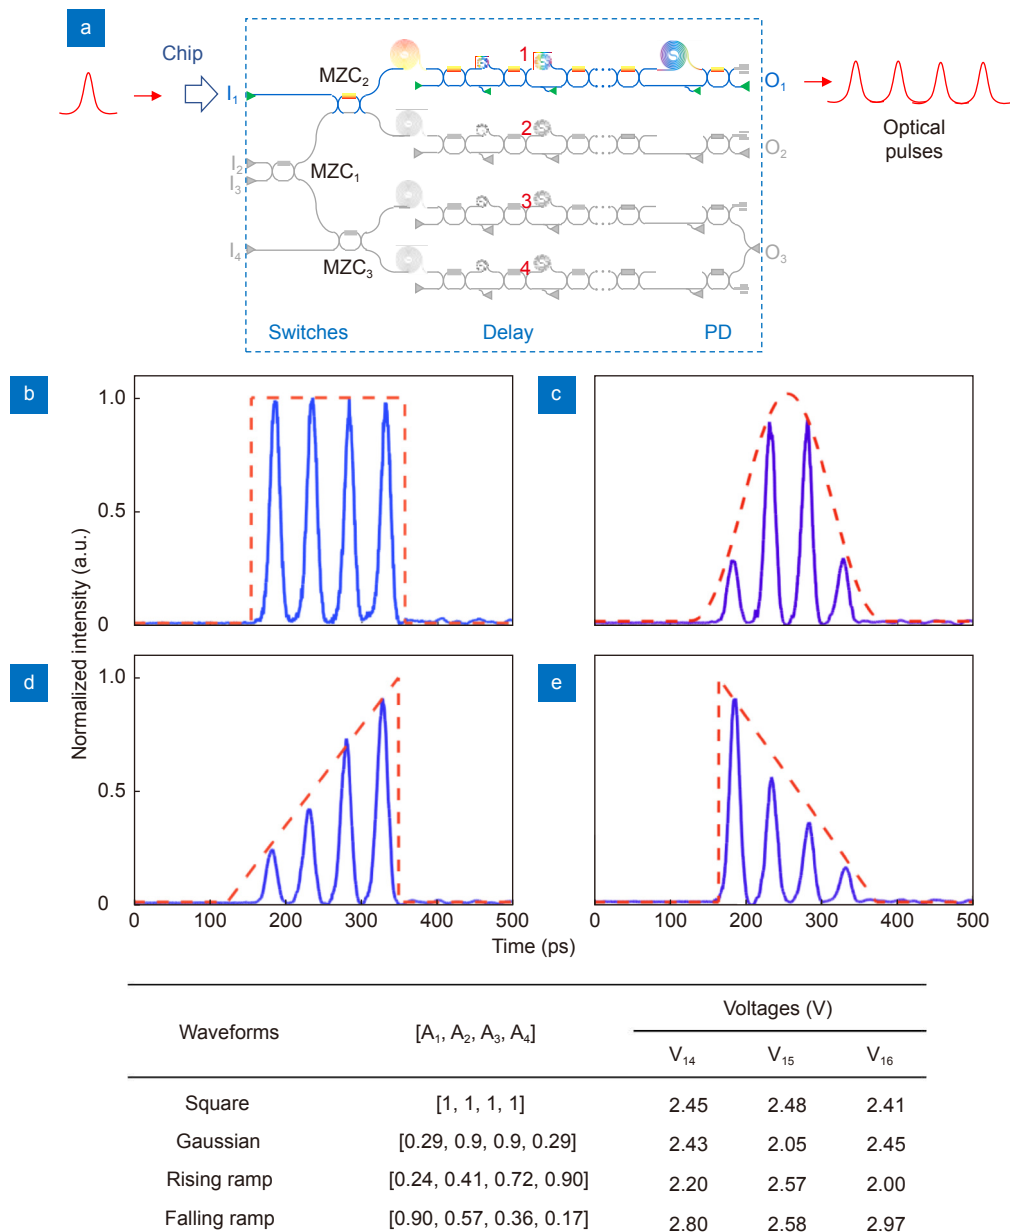 a
Chip
MZC2
1
I1
O1
Optical
pulses
2
O2
I2
I3
MZC1
3
I4
O3
MZC3
4
Switches
Delay
PD
b
c
1.0
0.5
0
d
e
1.0
0.5
0
Normalized intensity (a.u.)
0 100 200 300 400 500
0 100 200 300 400 500
Time (ps)
Waveforms [A1, A2, A3, A4] Voltages (V)
V14 V15 V16
Square [1, 1, 1, 1] 2.45 2.48 2.41
Gaussian [0.29, 0.9, 0.9, 0.29] 2.43 2.05 2.45
Rising ramp [0.24, 0.41, 0.72, 0.90] 2.20 2.57 2.00
Falling ramp [0.90, 0.57, 0.36, 0.17] 2.80 2.58 2.97